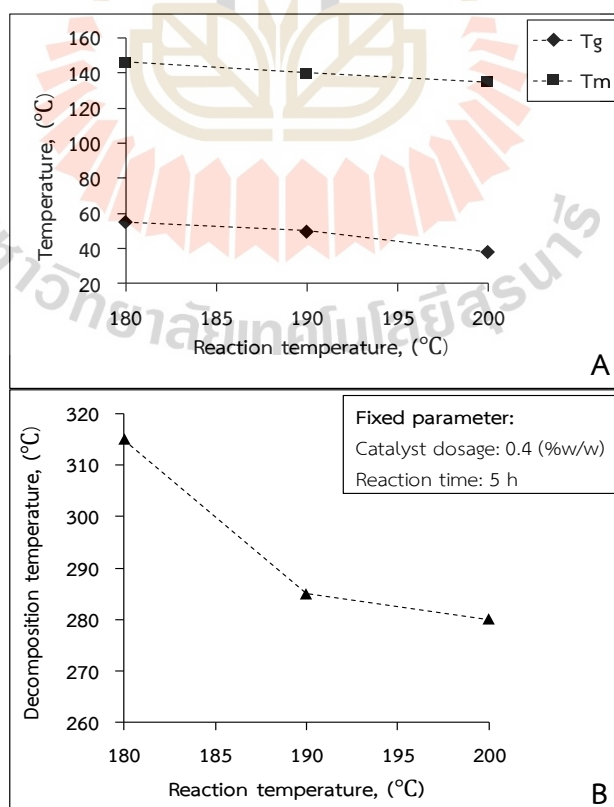 160
140
120
100
80
60
40
20
Temperature, (°C)
Tg
Tm
180 185 190 195 200
Reaction temperature, (°C)
A
320
310
300
290
280
270
260
Decomposition temperature, (°C)
Fixed parameter:
Catalyst dosage: 0.4 (%w/w)
Reaction time: 5 h
180 185 190 195 200
Reaction temperature, (°C)
B